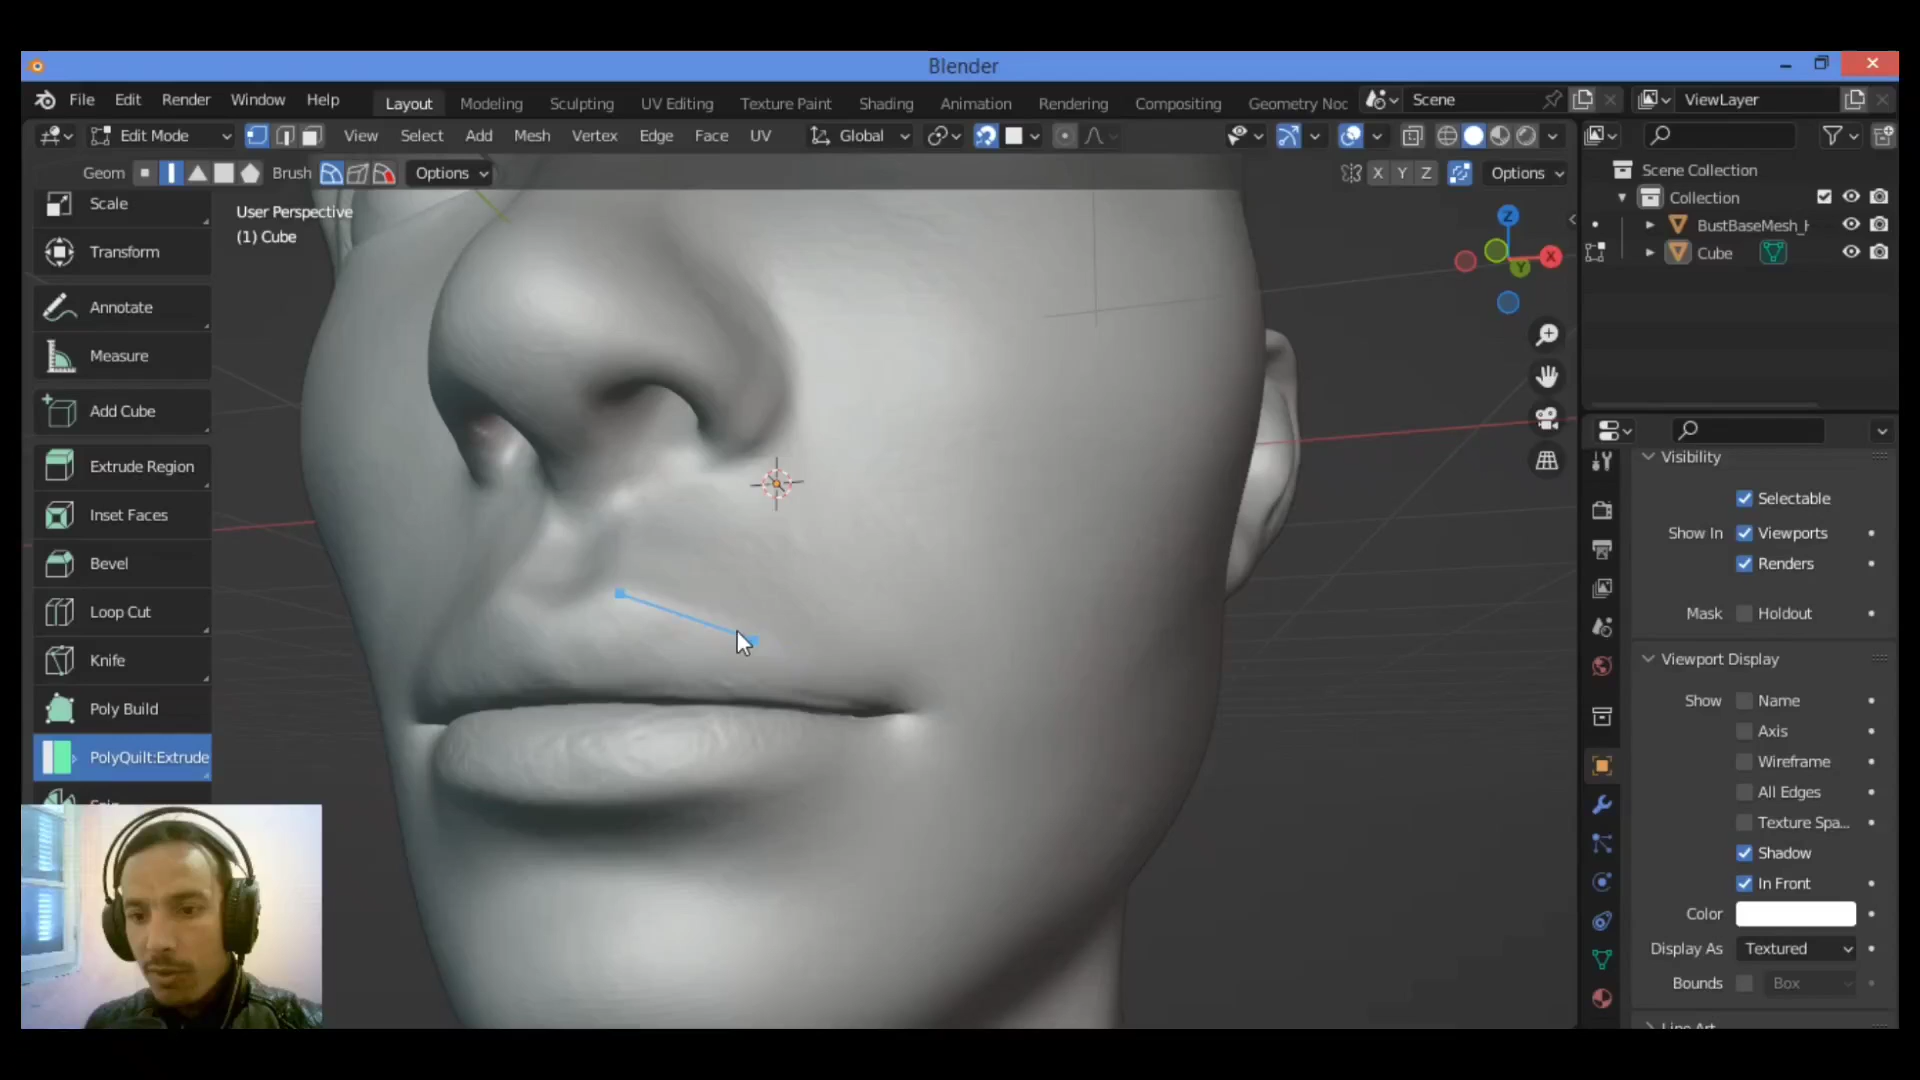 Blender
File Edit Render Window Help Layout Modeling Sculpting UV Editing Texture Paint Shading Animation Rendering Compositing Geometry Noc Scene ViewLayer
Edit Mode View Select Add Mesh Vertex Edge Face UV Global
Geom Brush Options X Y Z Options
Scene Collection
Collection
BustBaseMesh_H
Cube
User Perspective
(1) Cube
Z
X
Y
Scale
Transform
Annotate
Measure
Add Cube
Extrude Region
Inset Faces
Bevel
Loop Cut
Knife
Poly Build
PolyQuilt:Extrude
Visibility
Selectable
Show In Viewports
Renders
Mask Holdout
Viewport Display
Show Name
Axis
Wireframe
All Edges
Texture Spa...
Shadow
In Front
Color
Display As Textured
Bounds Box
Line Art